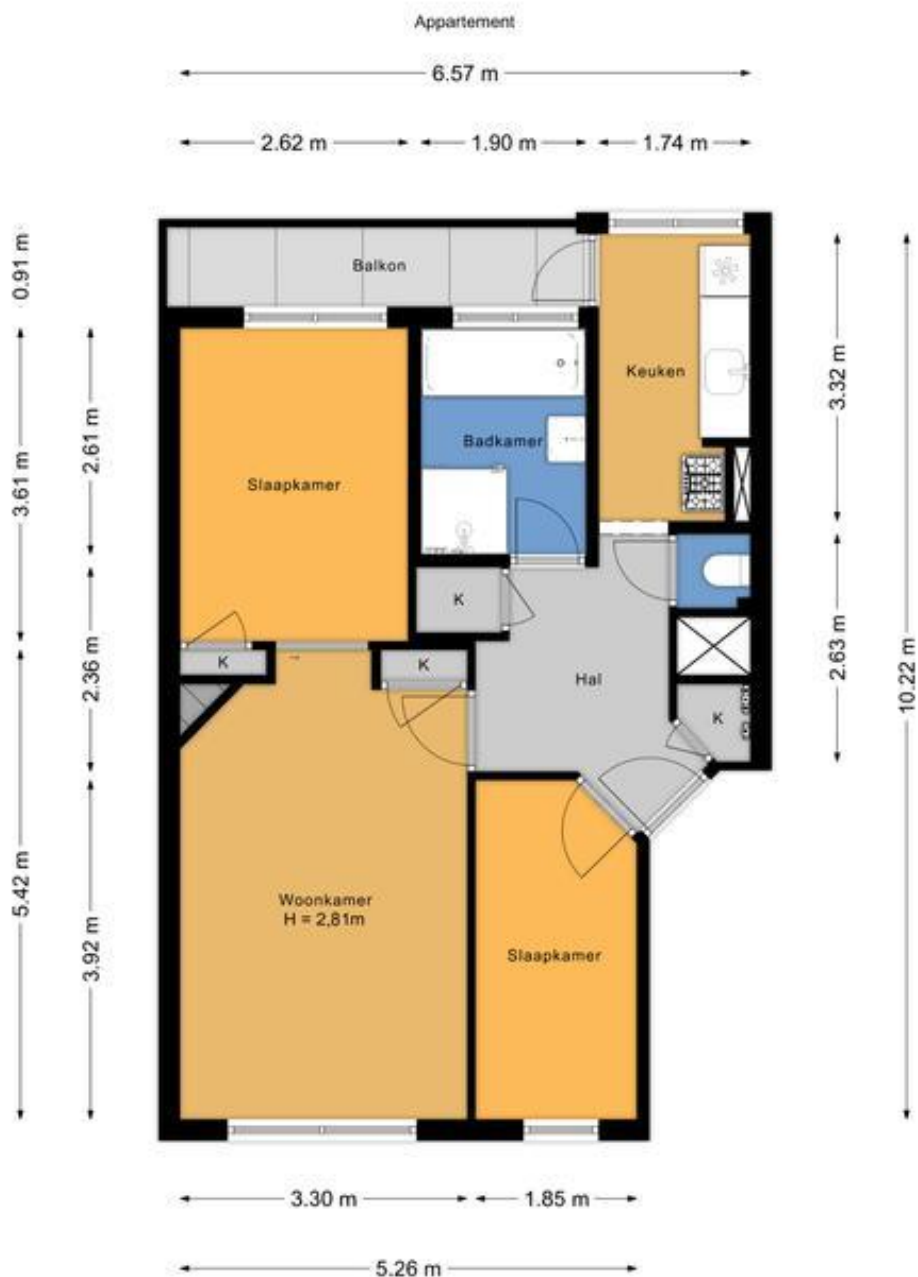 Appartement
6.57 m
2.62 m
1.90 m
1.74 m
0.91 m
3.61 m
5.42 m
2.61 m
2.36 m
3.92 m
3.32 m
2.63 m
10.22 m
Balkon
Keuken
Badkamer
Slaapkamer
K
K
K
Hal
K
Woonkamer
H = 2,81m
Slaapkamer
3.30 m
1.85 m
5.26 m